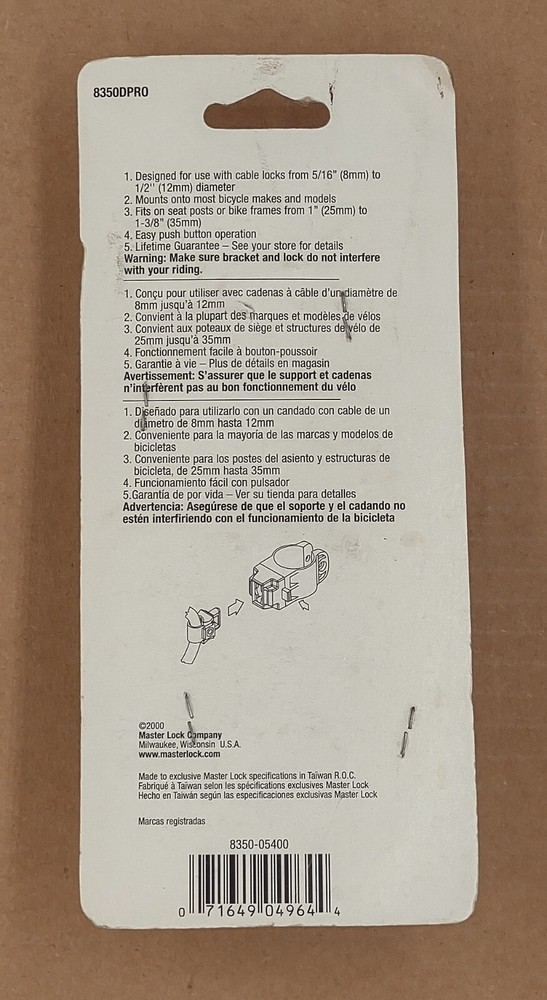 8350DPRO
1. Designed for use with cable locks from 5/16" (8mm) to
1/2'' (12mm) diameter
2. Mounts onto most bicycle makes and models
3. Fits on seat posts or bike frames from 1" (25mm) to
1-3/8" (35mm)
4. Easy push button operation
5. Lifetime Guarantee – See your store for details
Warning: Make sure bracket and lock do not interfere
with your riding.
1. Conçu pour utiliser avec cadenas à câble d'un diamètre de
8mm jusqu'à 12mm
2. Convient à la plupart des marques et modèles de vélos
3. Convient aux poteaux de siège et structures de vélo de
25mm jusqu'à 35mm
4. Fonctionnement facile à bouton-poussoir
5. Garantie à vie – Plus de détails en magasin
Avertissement: S'assurer que le support et cadenas
n'interfèrent pas au bon fonctionnement du vélo
1. Diseñado para utilizarlo con un candado con cable de un
diámetro de 8mm hasta 12mm
2. Conveniente para la mayoría de las marcas y modelos de
bicicletas
3. Conveniente para los postes del asiento y estructuras de
bicicleta, de 25mm hasta 35mm
4. Funcionamiento fácil con pulsador
5.Garantía de por vida – Ver su tienda para detalles
Advertencia: Asegúrese de que el soporte y el cadando no
estén interfiriendo con el funcionamiento de la bicicleta
©2000
Master Lock Company
Milwaukee, Wisconsin U.S.A.
www.masterlock.com
Made to exclusive Master Lock specifications in Taïwan R.O.C.
Fabriqué à Taïwan selon les spécifications exclusives Master Lock
Hecho en Taiwán según las especificaciones exclusivas Master Lock
Marcas registradas
8350-05400
0 71649 04964 4